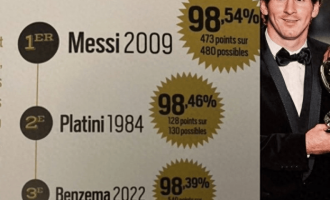 1ER
Messi 2009
98,54%
473 points sur
480 possibles
2E
Platini 1984
98,46%
128 points sur
130 possibles
3E
Benzema 2022
98,39%